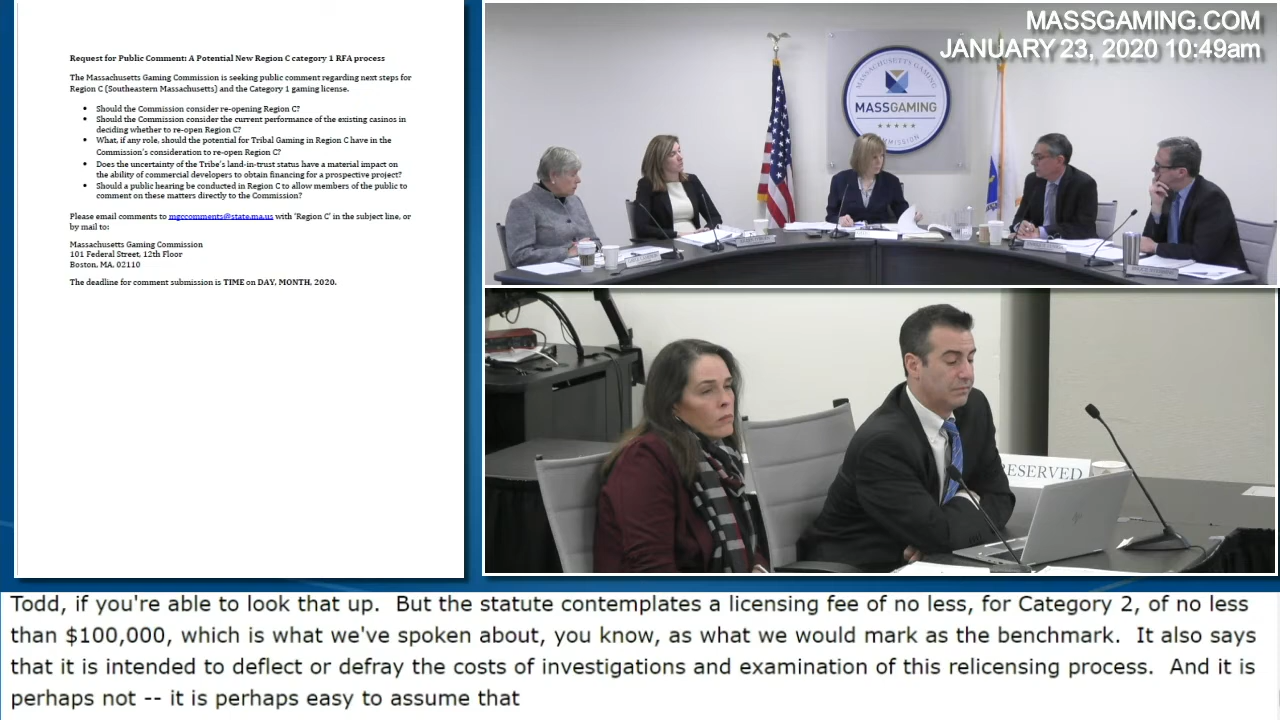 Request for Public Comment: A Potential New Region C category 1 RFA process
The Massachusetts Gaming Commission is seeking public comment regarding next steps for
Region C (Southeastern Massachusetts) and the Category 1 gaming license.
• Should the Commission consider re-opening Region C?
• Should the Commission consider the current performance of the existing casinos in
deciding whether to re-open Region C?
• What, if any role, should the potential for Tribal Gaming in Region C have in the
Commission's consideration to re-open Region C?
• Does the uncertainty of the Tribe's land-in-trust status have a material impact on
the ability of commercial developers to obtain financing for a prospective project?
• Should a public hearing be conducted in Region C to allow members of the public to
comment on these matters directly to the Commission?
Please email comments to mgccomments@state.ma.us with 'Region C' in the subject line, or
by mail to:
Massachusetts Gaming Commission
101 Federal Street, 12th Floor
Boston, MA. 02110
The deadline for comment submission is TIME on DAY, MONTH, 2020.
MASSGAMING.COM
JANUARY 23, 2020 10:49am
MASSACHUSETTS GAMING
MASSGAMING
COMMISSION
RESERVED
Todd, if you're able to look that up.  But the statute contemplates a licensing fee of no less, for Category 2, of no less
than $100,000, which is what we've spoken about, you know, as what we would mark as the benchmark.  It also says
that it is intended to deflect or defray the costs of investigations and examination of this relicensing process.  And it is
perhaps not -- it is perhaps easy to assume that